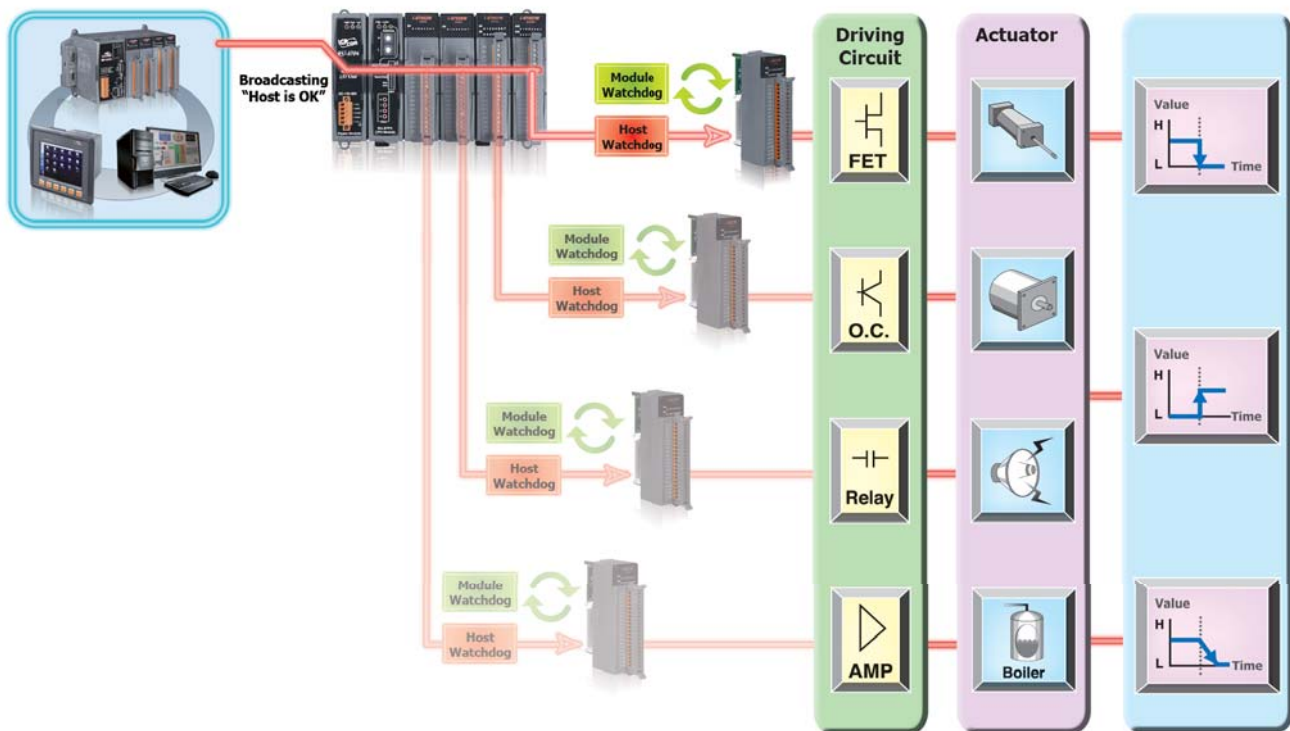 Broadcasting
"Host is OK"
Module
Watchdog
Host
Watchdog
Module
Watchdog
Host
Watchdog
Module
Watchdog
Host
Watchdog
Module
Watchdog
Host
Watchdog
Driving
Circuit
FET
O.C.
Relay
AMP
Actuator
Boiler
Value
H
L
Time
Value
H
L
Time
Value
H
L
Time